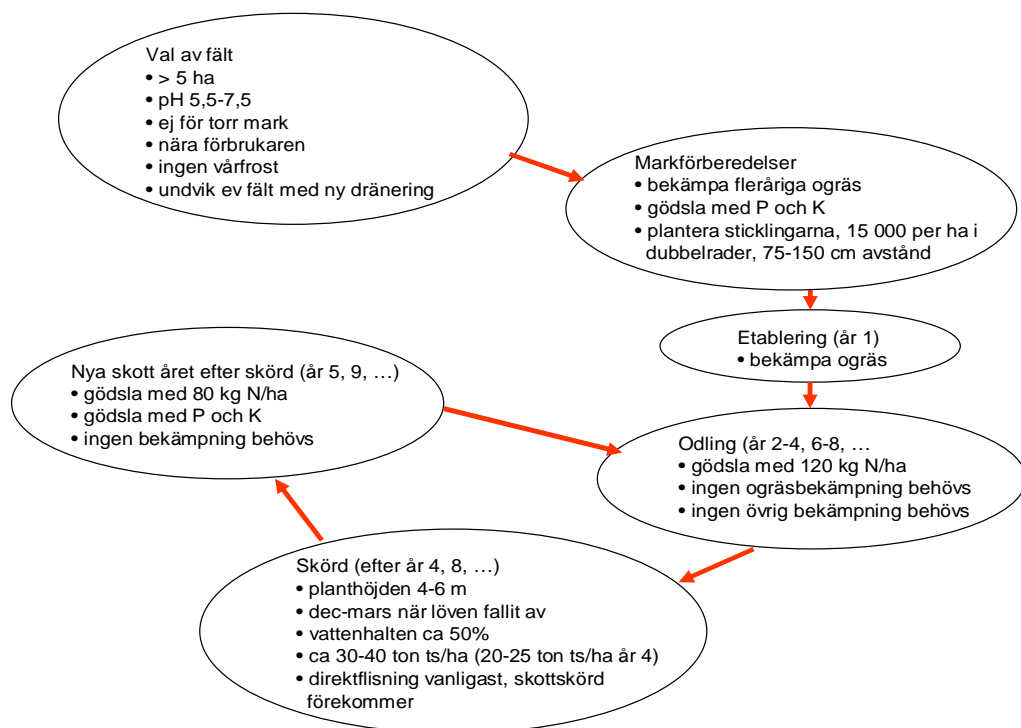 Val av fält
• > 5 ha
• pH 5,5-7,5
• ej för torr mark
• nära förbrukaren
• ingen vårfrost
• undvik ev fält med ny dränering
Markförberedelser
• bekämpa fleråriga ogräs
• gödsla med P och K
• plantera sticklingarna, 15 000 per ha i
dubbelrader, 75-150 cm avstånd
Etablering (år 1)
• bekämpa ogräs
Odling (år 2-4, 6-8, …
• gödsla med 120 kg N/ha
• ingen ogräsbekämpning behövs
• ingen övrig bekämpning behövs
Skörd (efter år 4, 8, …)
• planthöjden 4-6 m
• dec-mars när löven fallit av
• vattenhalten ca 50%
• ca 30-40 ton ts/ha (20-25 ton ts/ha år 4)
• direktflisning vanligast, skottskörd
förekommer
Nya skott året efter skörd (år 5, 9, …)
• gödsla med 80 kg N/ha
• gödsla med P och K
• ingen bekämpning behövs